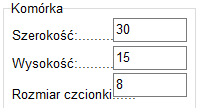 Komórka
Szerokość: 30
Wysokość: 15
Rozmiar czcionki 8